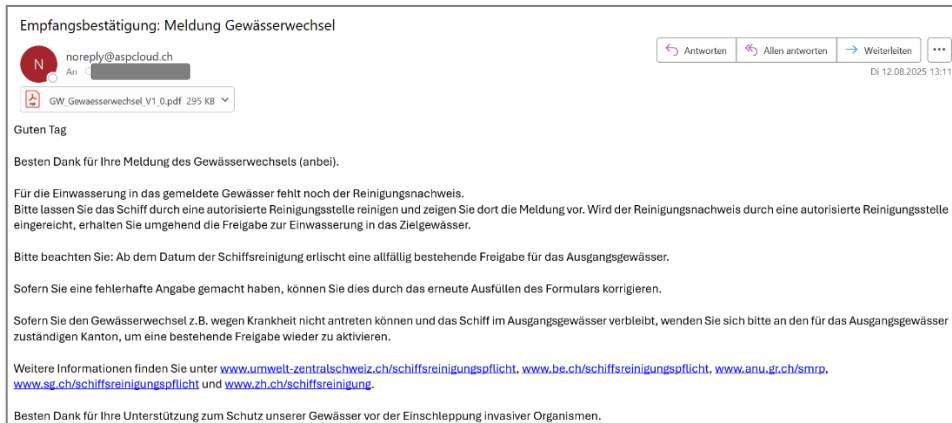 Empfangsbestätigung: Meldung Gewässerwechsel
N
noreply@aspcloud.ch
An
Antworten
Allen antworten
Weiterleiten
Di 12.08.2025 13:11
GW_Gewaesserwechsel_V1_0.pdf 295 KB
Guten Tag
Besten Dank für Ihre Meldung des Gewässerwechsels (anbei).
Für die Einwasserung in das gemeldete Gewässer fehlt noch der Reinigungsnachweis.
Bitte lassen Sie das Schiff durch eine autorisierte Reinigungsstelle reinigen und zeigen Sie dort die Meldung vor. Wird der Reinigungsnachweis durch eine autorisierte Reinigungsstelle
eingereicht, erhalten Sie umgehend die Freigabe zur Einwasserung in das Zielgewässer.
Bitte beachten Sie: Ab dem Datum der Schiffsreinigung erlischt eine allfällig bestehende Freigabe für das Ausgangsgewässer.
Sofern Sie eine fehlerhafte Angabe gemacht haben, können Sie dies durch das erneute Ausfüllen des Formulars korrigieren.
Sofern Sie den Gewässerwechsel z.B. wegen Krankheit nicht antreten können und das Schiff im Ausgangsgewässer verbleibt, wenden Sie sich bitte an den für das Ausgangsgewässer
zuständigen Kanton, um eine bestehende Freigabe wieder zu aktivieren.
Weitere Informationen finden Sie unter www.umwelt-zentralschweiz.ch/schiffsreinigungspflicht, www.be.ch/schiffsreinigungspflicht, www.anu.gr.ch/smrp,
www.sg.ch/schiffsreinigungspflicht und www.zh.ch/schiffsreinigung.
Besten Dank für Ihre Unterstützung zum Schutz unserer Gewässer vor der Einschleppung invasiver Organismen.